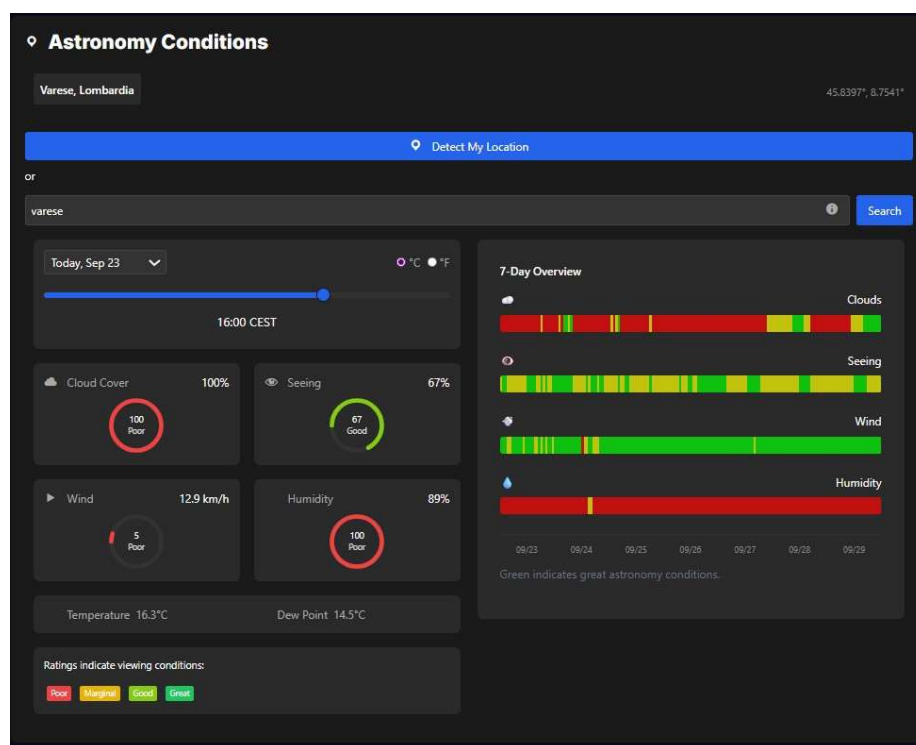 Astronomy Conditions
Varese, Lombardia
45.8397°, 8.7541°
Detect My Location
or
varese
Search
Today, Sep 23
°C °F
16:00 CEST
Cloud Cover 100%
100
Poor
Seeing 67%
67
Good
Wind 12.9 km/h
5
Poor
Humidity 89%
100
Poor
Temperature 16.3°C
Dew Point 14.5°C
Ratings indicate viewing conditions:
Poor Marginal Good Great
7-Day Overview
Clouds
Seeing
Wind
Humidity
09/23 09/24 09/25 09/26 09/27 09/28 09/29
Green indicates great astronomy conditions.